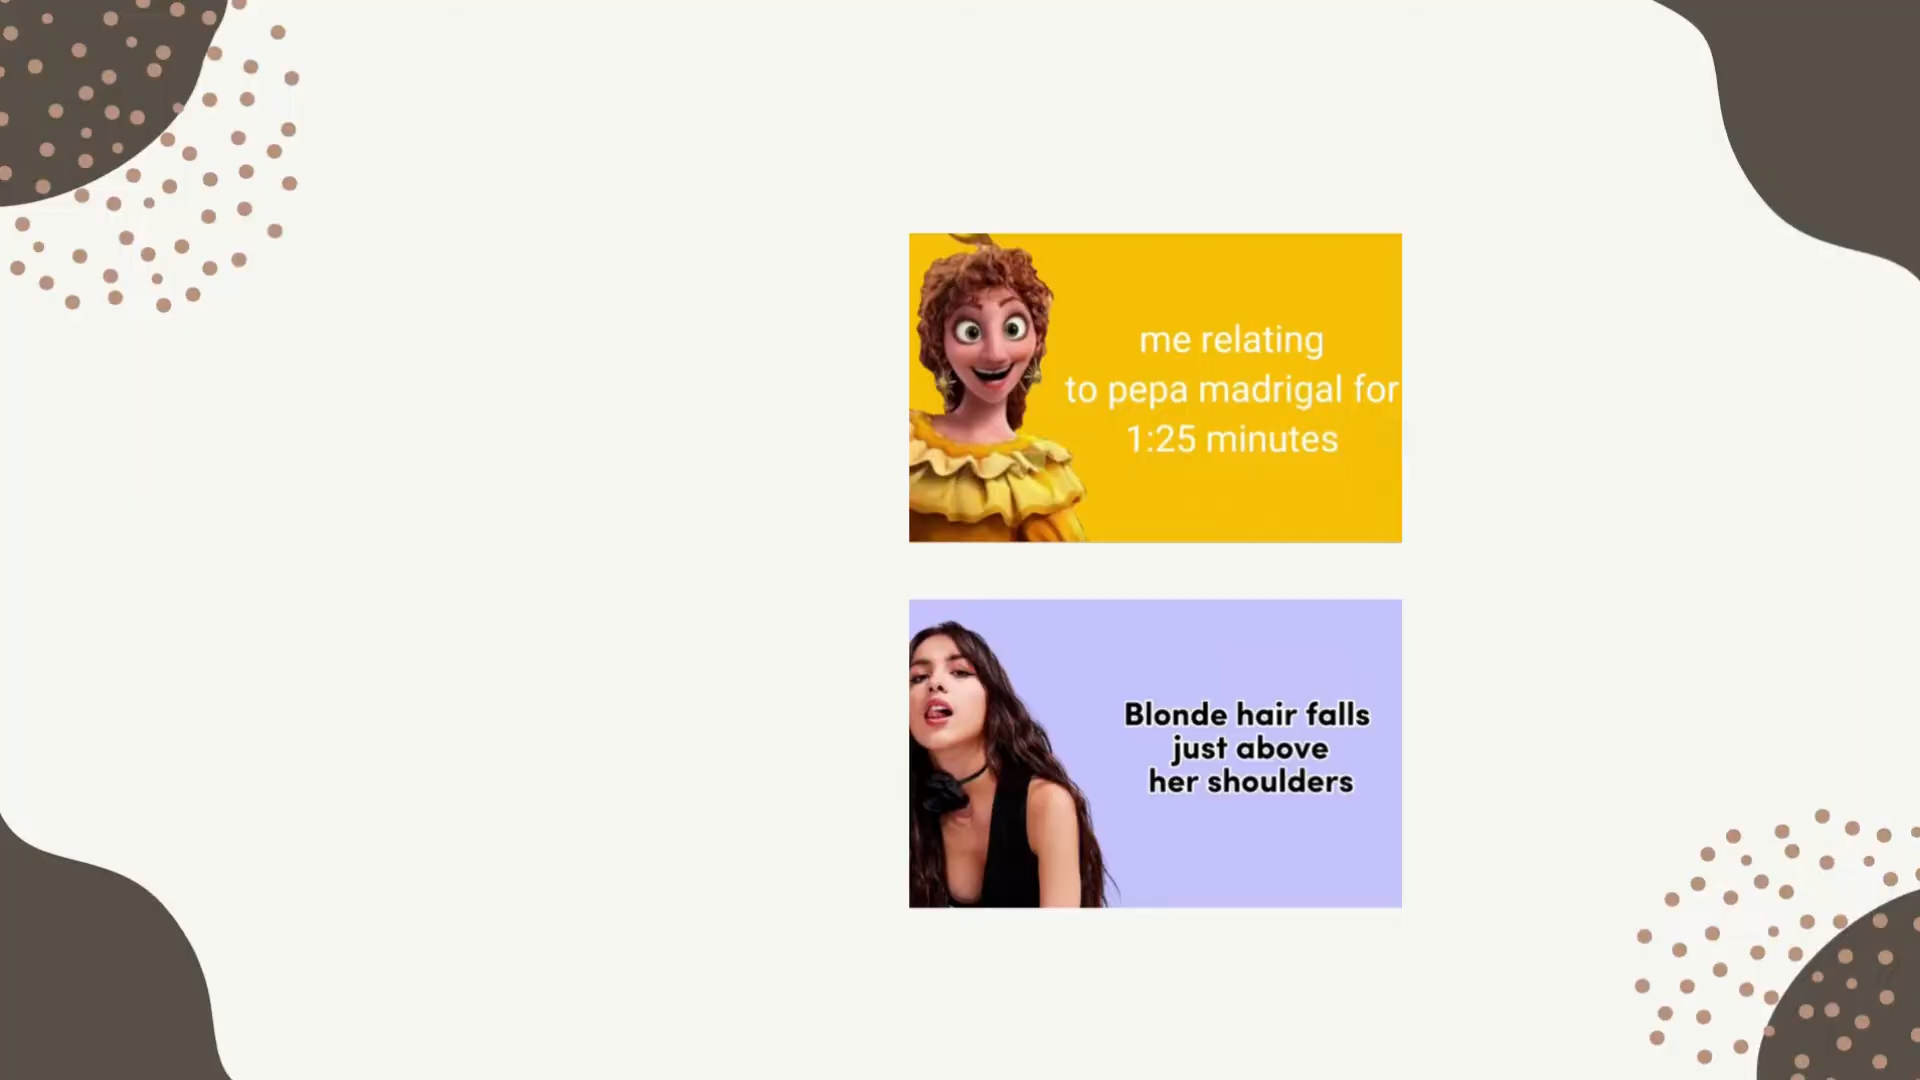 me relating
to pepa madrigal for
1:25 minutes
Blonde hair falls
just above
her shoulders